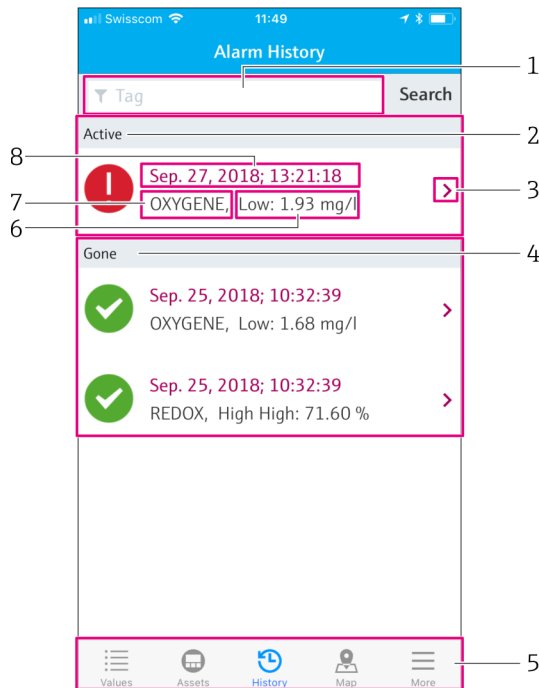 Swisscom 11:49
Alarm History
1
Tag Search
Active
2
8
Sep. 27, 2018; 13:21:18
3
7
OXYGENE, Low: 1.93 mg/l
6
Gone
4
Sep. 25, 2018; 10:32:39
OXYGENE, Low: 1.68 mg/l
Sep. 25, 2018; 10:32:39
REDOX, High High: 71.60 %
5
Values Assets History Map More